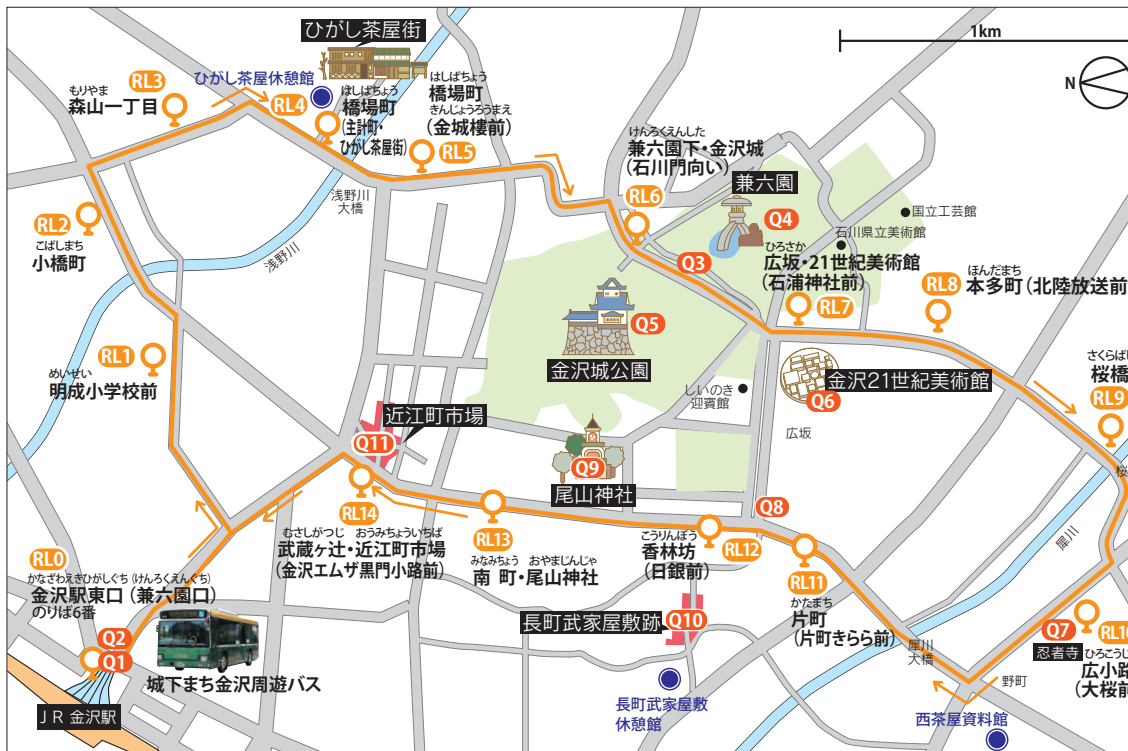 ひがし茶屋街
1km
N
ひがし茶屋休憩館
RL3
もりやま
森山一丁目
RL4
はしばちょう
橋場町
(主計町・
ひがし茶屋街)
はしばちょう
橋場町
きんじょうろうまえ
(金城樓前)
RL5
けんろくえんした
兼六園下・金沢城
(石川門向い)
RL6
兼六園
Q4
国立工芸館
石川県立美術館
Q3
ひろさか
広坂・21世紀美術館
(石浦神社前)
RL7
RL8
ほんだまち
本多町(北陸放送前
RL2
こばしまち
小橋町
浅野川
大橋
浅野川
Q5
金沢城公園
RL1
めいせい
明成小学校前
しいのき
迎賓館
金沢21世紀美術館
Q6
広坂
さくらば
桜橋
RL9
桜
犀川
近江町市場
Q11
Q9
尾山神社
Q8
RL14
むさしがつじ おうみちょういちば
武蔵ヶ辻・近江町市場
(金沢エムザ黒門小路前)
RL13
みなみちょう おやまじんじゃ
南町・尾山神社
こうりんぼう
香林坊
(日銀前)
RL12
RL11
かたまち
片町
(片町きらら前)
RL0
かなざわえきひがしぐち(けんろくえんぐち)
金沢駅東口(兼六園口)
のりば6番
Q2
Q1
城下まち金沢周遊バス
JR 金沢駅
長町武家屋敷跡
Q10
長町武家屋敷
休憩館
犀川
大橋
野町
Q7
忍者寺
RL10
ひろこうじ
広小路
(大桜前
西茶屋資料館